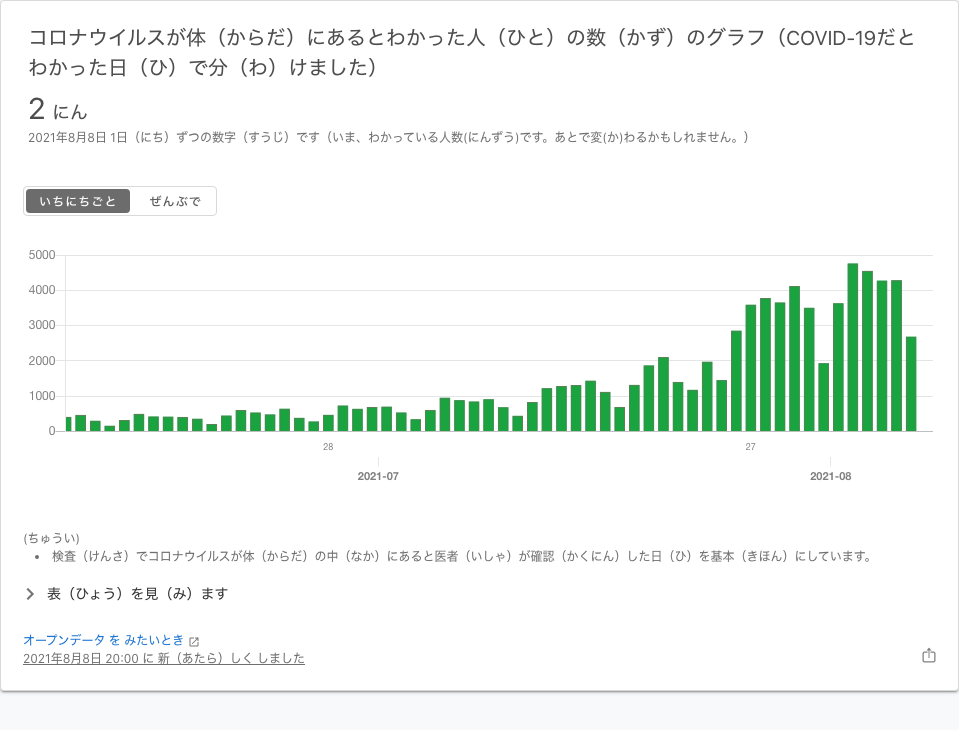 コロナウイルスが体（からだ）にあるとわかった人（ひと）の数（かず）のグラフ（COVID-19だと
わかった日（ひ）で分（わ）けました）
2 にん
2021年8月8日 1日（にち）ずつの数字（すうじ）です（いま、わかっている人数(にんずう)です。あとで変(か)わるかもしれません。）
いちにちごと ぜんぶで
5000
4000
3000
2000
1000
0
28 27
2021-07 2021-08
(ちゅうい)
• 検査（けんさ）でコロナウイルスが体（からだ）の中（なか）にあると医者（いしゃ）が確認（かくにん）した日（ひ）を基本（きほん）にしています。
表（ひょう）を見（み）ます
オープンデータ を みたいとき
2021年8月8日 20:00 に 新（あたら）しく しました